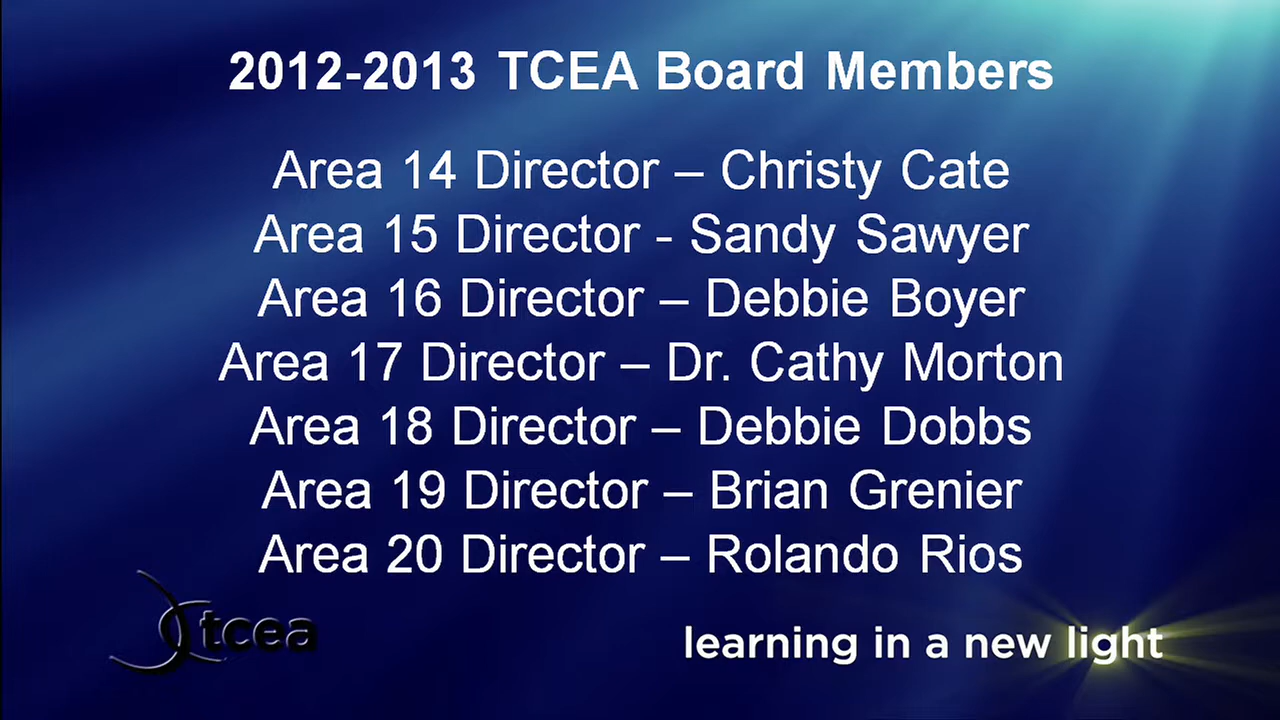 2012-2013 TCEA Board Members
Area 14 Director – Christy Cate
Area 15 Director - Sandy Sawyer
Area 16 Director – Debbie Boyer
Area 17 Director – Dr. Cathy Morton
Area 18 Director – Debbie Dobbs
Area 19 Director – Brian Grenier
Area 20 Director – Rolando Rios
tcea
learning in a new light